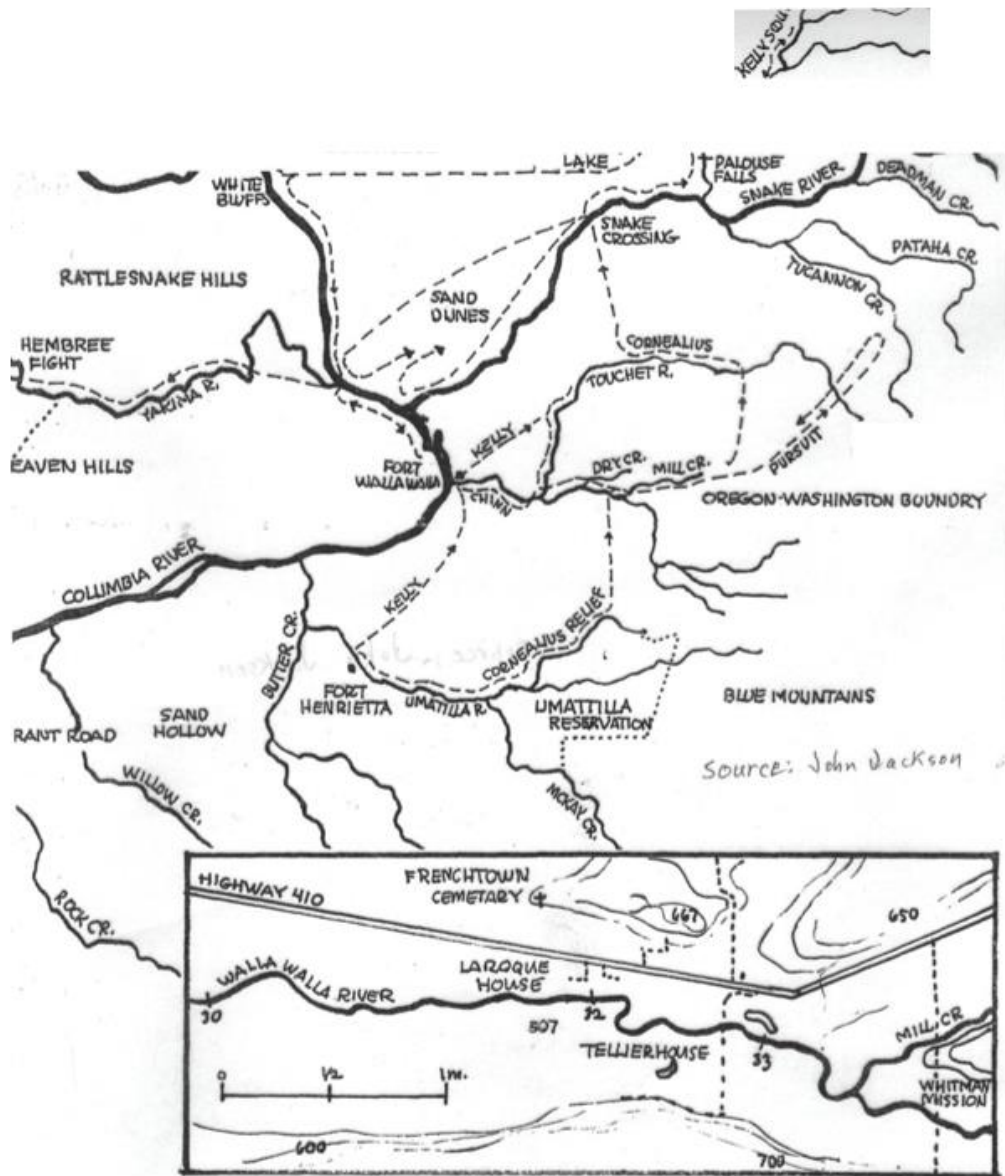 KELLY
LAKE
WHITE
BLUFFS
PALOUSE
FALLS
SNAKE RIVER
DEADMAN CR.
SNAKE
CROSSING
PATAHA CR.
TUCANNON
CR.
RATTLESNAKE HILLS
SAND
DUNES
HEMBREE
FIGHT
CORNEALIUS
YAKIMA R.
TOUCHET R.
KELLY
EAVEN HILLS
FORT
WALLA WALLA
CHINN
DRY CR.
MILL CR.
PURSUIT
OREGON-WASHINGTON BOUNDRY
COLUMBIA RIVER
KELLY
CORNEALIUS RELIEF
BUTTER CR.
FORT
HENRIETTA
UMATILLA R.
UMATTILLA
RESERVATION
BLUE MOUNTAINS
SAND
HOLLOW
RANT ROAD
Source: John Jackson
WILLOW CR.
MCKAY CR.
ROCK CR.
HIGHWAY 410
FRENCHTOWN
CEMETARY
667
650
LAROQUE
HOUSE
WALLA WALLA
RIVER
30
32
507
TELLIERHOUSE
33
MILL CR
WHITMAN
MISSION
0
1/2
1 m.
600
700